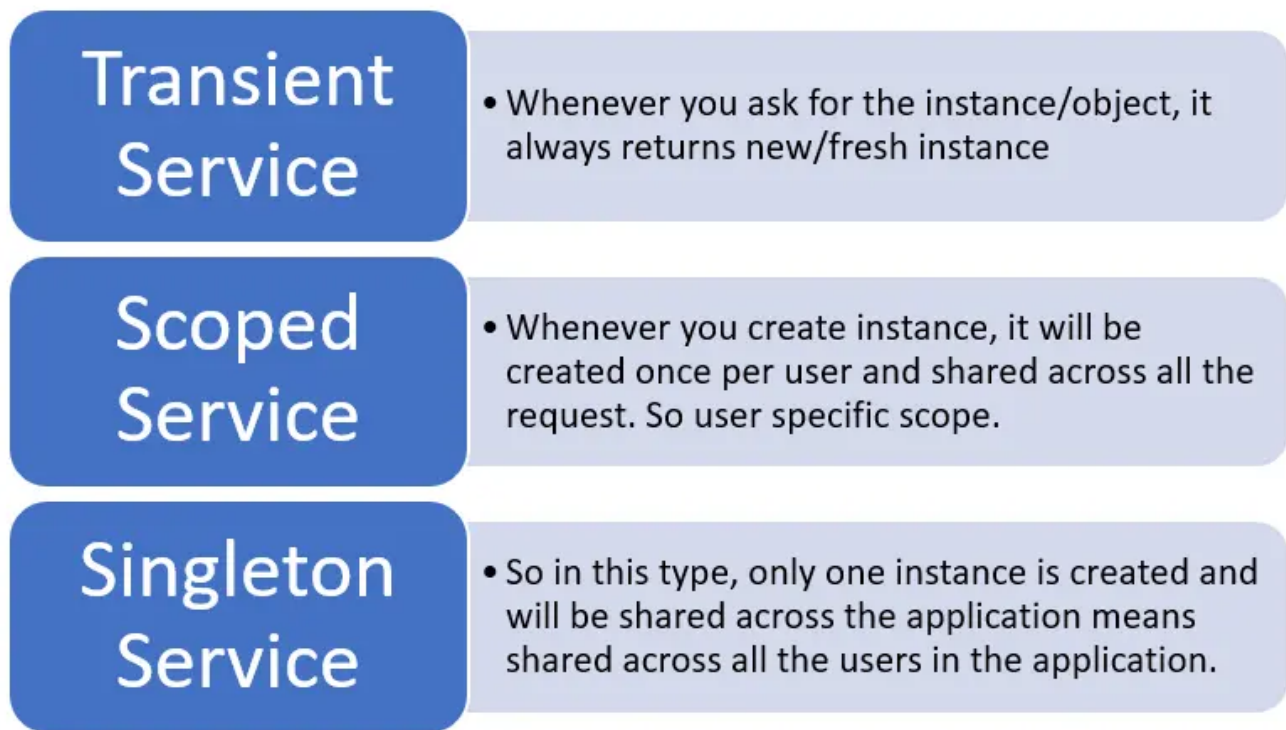 Transient
Service
• Whenever you ask for the instance/object, it
always returns new/fresh instance
Scoped
Service
• Whenever you create instance, it will be
created once per user and shared across all the
request. So user specific scope.
Singleton
Service
• So in this type, only one instance is created and
will be shared across the application means
shared across all the users in the application.